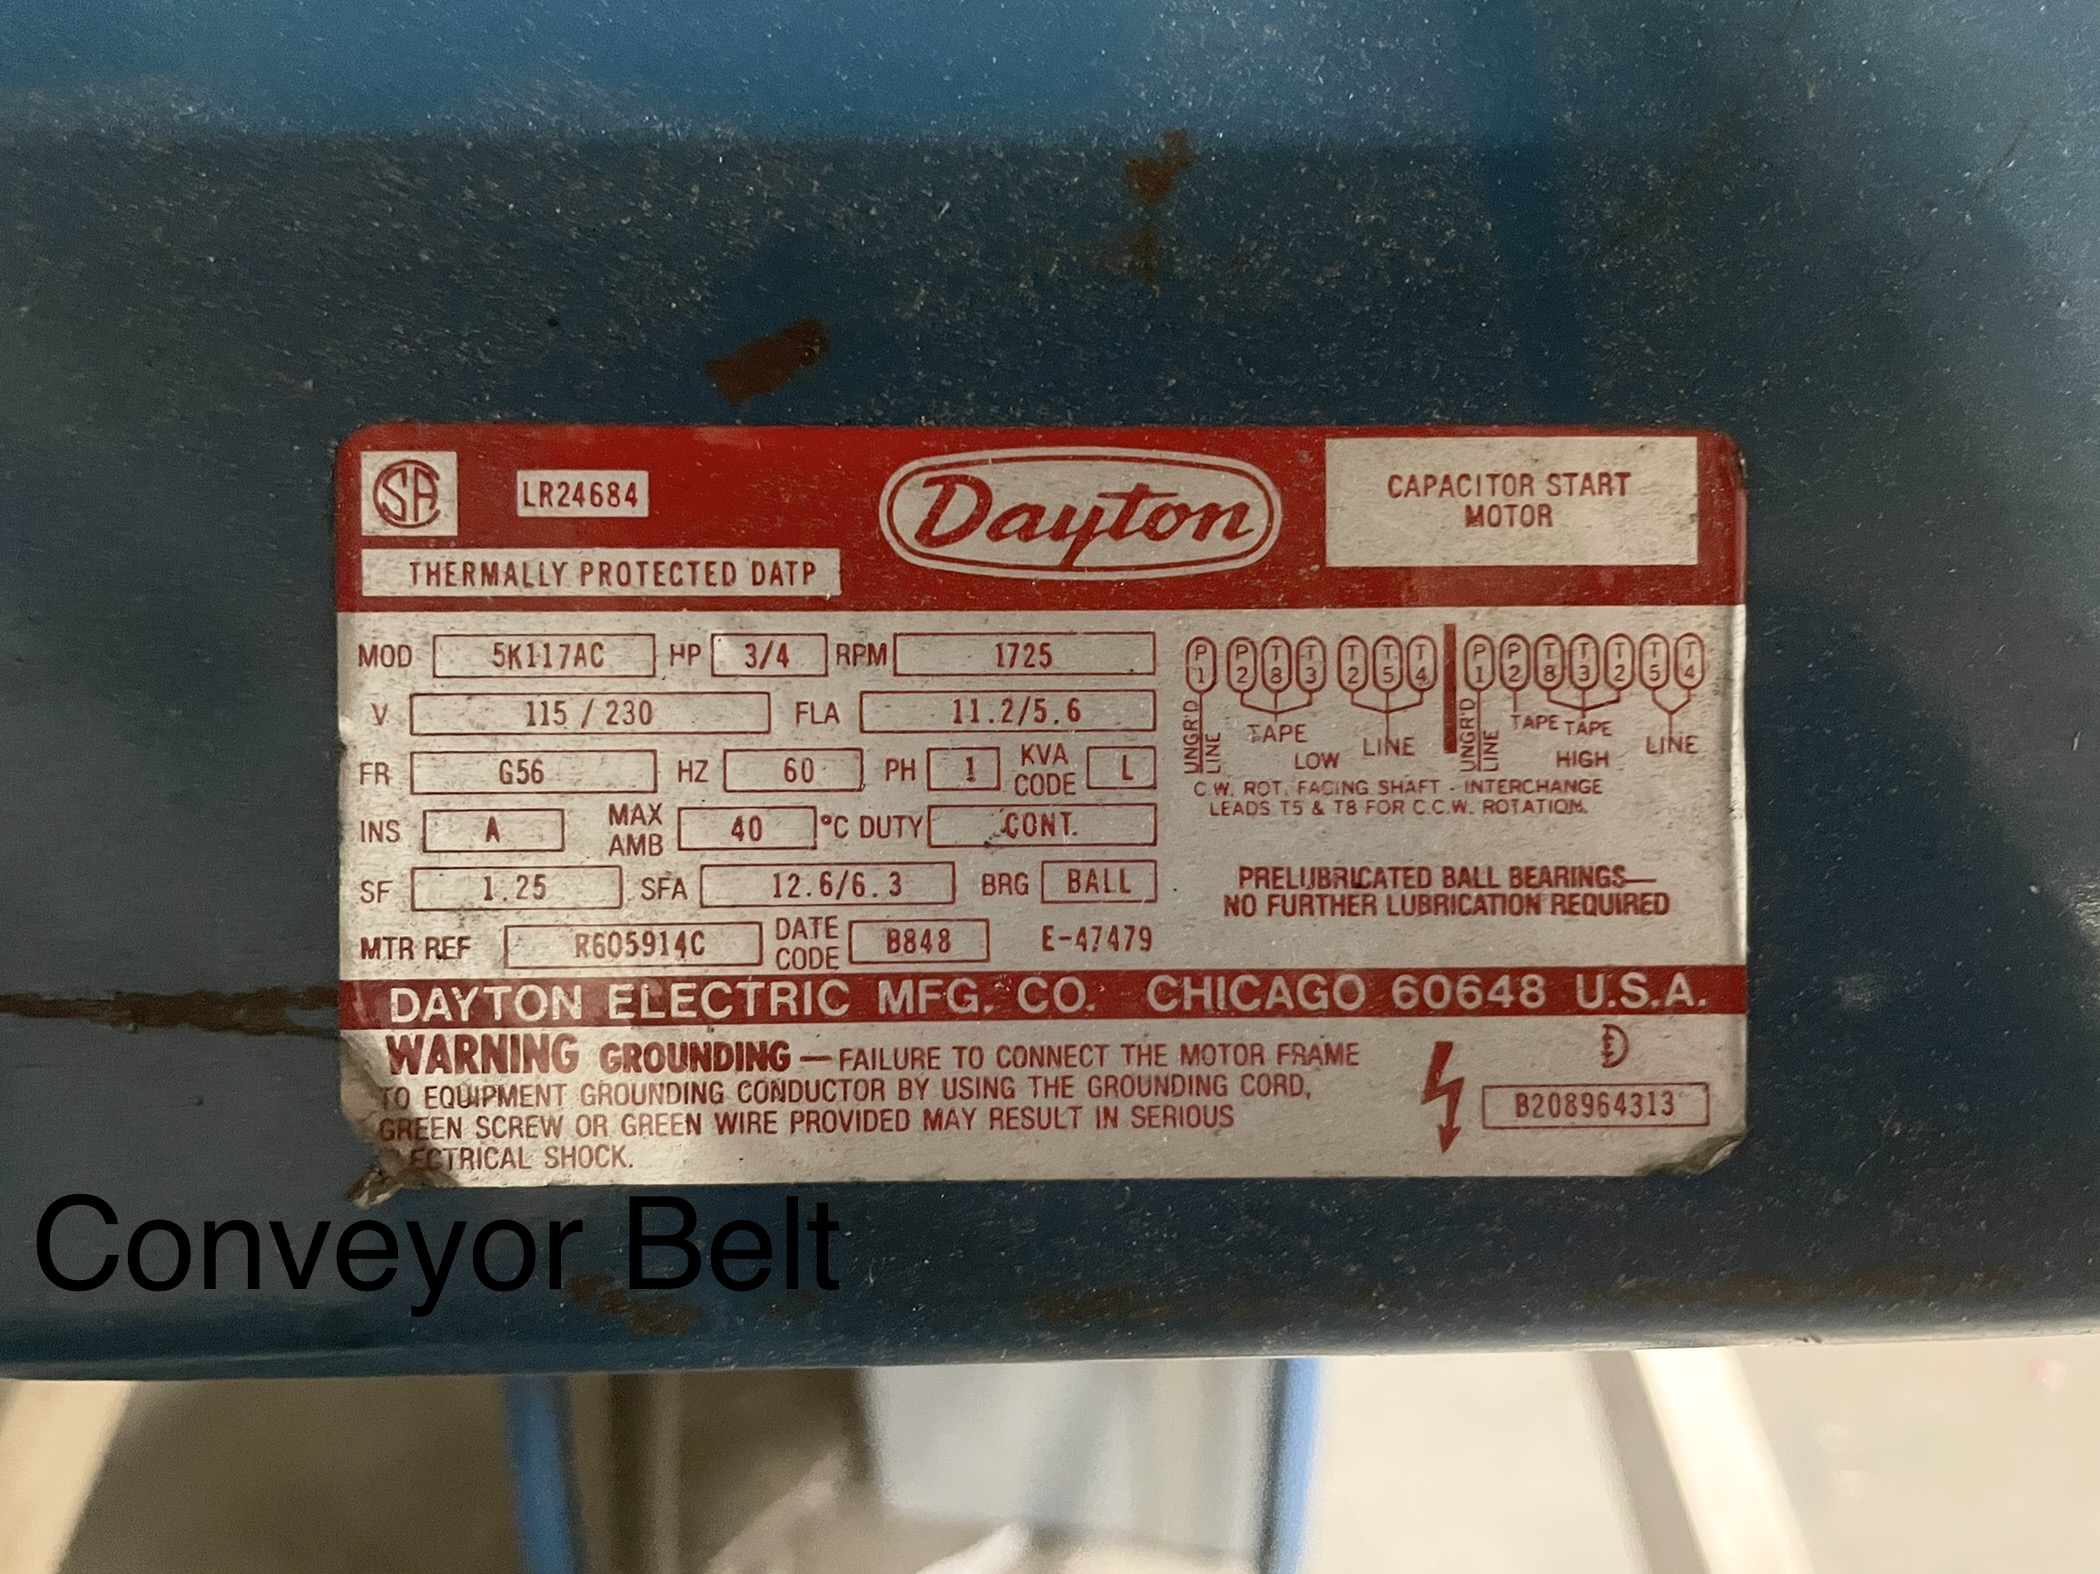 SA
LR24684
Dayton
CAPACITOR START
MOTOR
THERMALLY PROTECTED DATP
MOD 5K117AC HP 3/4 RPM 1725
V 115 / 230 FLA 11.2/5.6
FR G56 HZ 60 PH 1 KVA CODE L
INS A MAX AMB 40 °C DUTY CONT.
SF 1.25 SFA 12.6/6.3 BRG BALL
MTR REF R605914C DATE CODE B848 E-47479
P1 P2 T8 T3 T2 T5 T4 P1 P2 T8 T3 T2 T5 T4
UNGR'D LINE TAPE LINE UNGR'D LINE TAPE TAPE LINE
LOW HIGH
C.W. ROT. FACING SHAFT - INTERCHANGE
LEADS T5 & T8 FOR C.C.W. ROTATION.
PRELUBRICATED BALL BEARINGS—
NO FURTHER LUBRICATION REQUIRED
DAYTON ELECTRIC MFG. CO. CHICAGO 60648 U.S.A.
WARNING GROUNDING — FAILURE TO CONNECT THE MOTOR FRAME
TO EQUIPMENT GROUNDING CONDUCTOR BY USING THE GROUNDING CORD,
GREEN SCREW OR GREEN WIRE PROVIDED MAY RESULT IN SERIOUS
ELECTRICAL SHOCK.
B208964313
Conveyor Belt